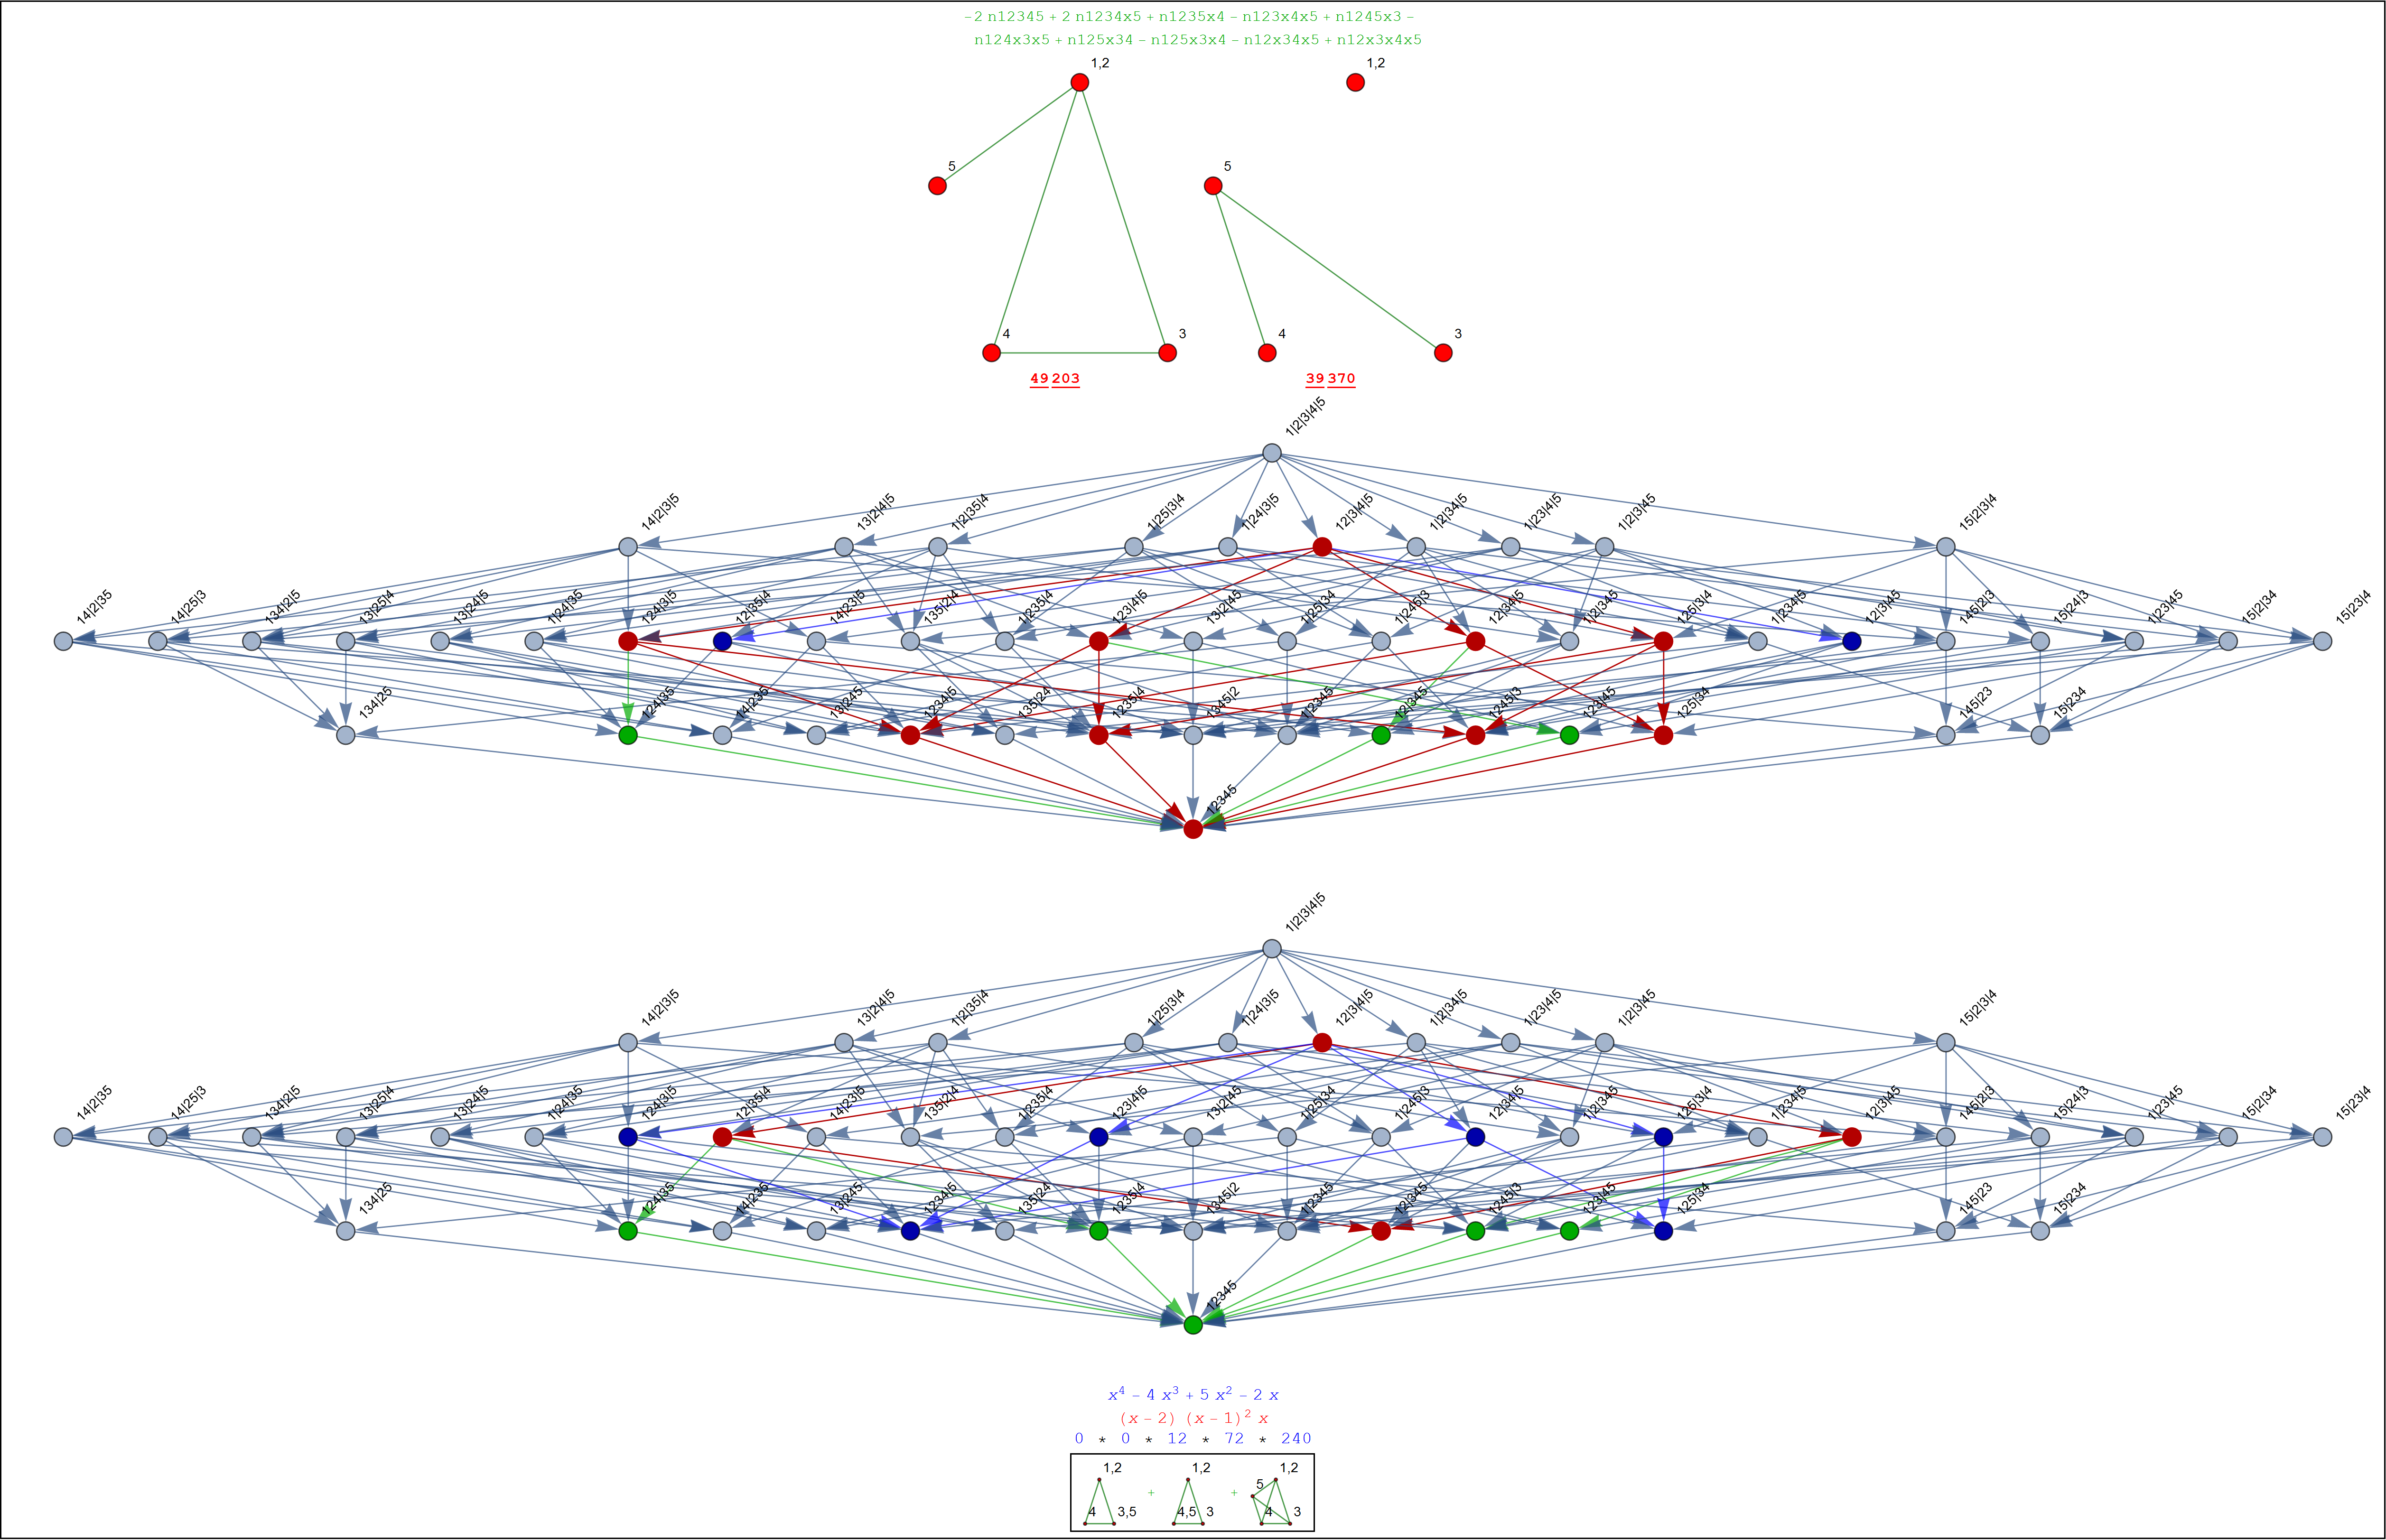 −2 n12345 + 2 n1234x5 + n1235x4 − n123x4x5 + n1245x3 −
n124x3x5 + n125x34 − n125x3x4 − n12x34x5 + n12x3x4x5
1,2 1,2
5 5
4 3 4 3
49 203 39 370
1|2|3|4|5
14|2|3|5 13|2|4|5 1|2|35|4 1|25|3|4 1|24|3|5 12|3|4|5 1|2|34|5 1|23|4|5 1|2|3|45 15|2|3|4
14|2|35 14|25|3 134|2|5 13|25|4 13|24|5 1|24|35 124|3|5 12|35|4 14|23|5 135|2|4 1|235|4 123|4|5 13|2|45 1|25|34 1|245|3 12|34|5 1|2|345 125|3|4 1|234|5 12|3|45 145|2|3 15|24|3 1|23|45 15|2|34 15|23|4
134|25 124|35 14|235 13|245 1234|5 135|24 1235|4 1345|2 1|2345 12|345 1245|3 123|45 125|34 145|23 15|234
12345
1|2|3|4|5
14|2|3|5 13|2|4|5 1|2|35|4 1|25|3|4 1|24|3|5 12|3|4|5 1|2|34|5 1|23|4|5 1|2|3|45 15|2|3|4
14|2|35 14|25|3 134|2|5 13|25|4 13|24|5 1|24|35 124|3|5 12|35|4 14|23|5 135|2|4 1|235|4 123|4|5 13|2|45 1|25|34 1|245|3 12|34|5 1|2|345 125|3|4 1|234|5 12|3|45 145|2|3 15|24|3 1|23|45 15|2|34 15|23|4
134|25 124|35 14|235 13|245 1234|5 135|24 1235|4 1345|2 1|2345 12|345 1245|3 123|45 125|34 145|23 15|234
12345
x⁴ − 4 x³ + 5 x² − 2 x
(x − 2) (x − 1)² x
0 * 0 * 12 * 72 * 240
1,2 1,2 1,2
+ + 5
4 3,5 4,5 3 4 3